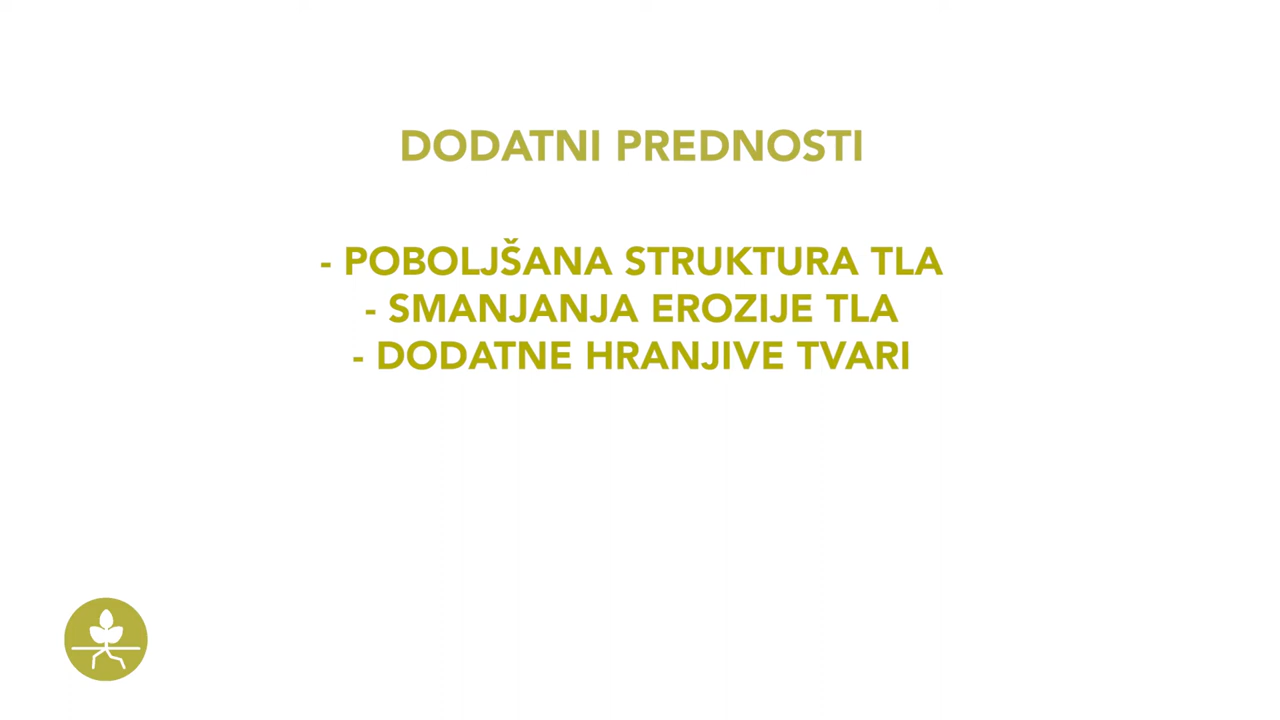 DODATNI PREDNOSTI
- POBOLJŠANA STRUKTURA TLA
- SMANJANJA EROZIJE TLA
- DODATNE HRANJIVE TVARI